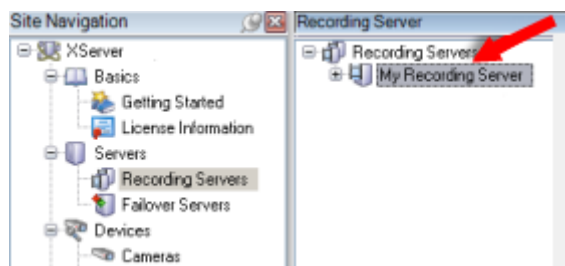 Site Navigation
XServer
Basics
Getting Started
License Information
Servers
Recording Servers
Failover Servers
Devices
Cameras
Recording Server
Recording Servers
My Recording Server